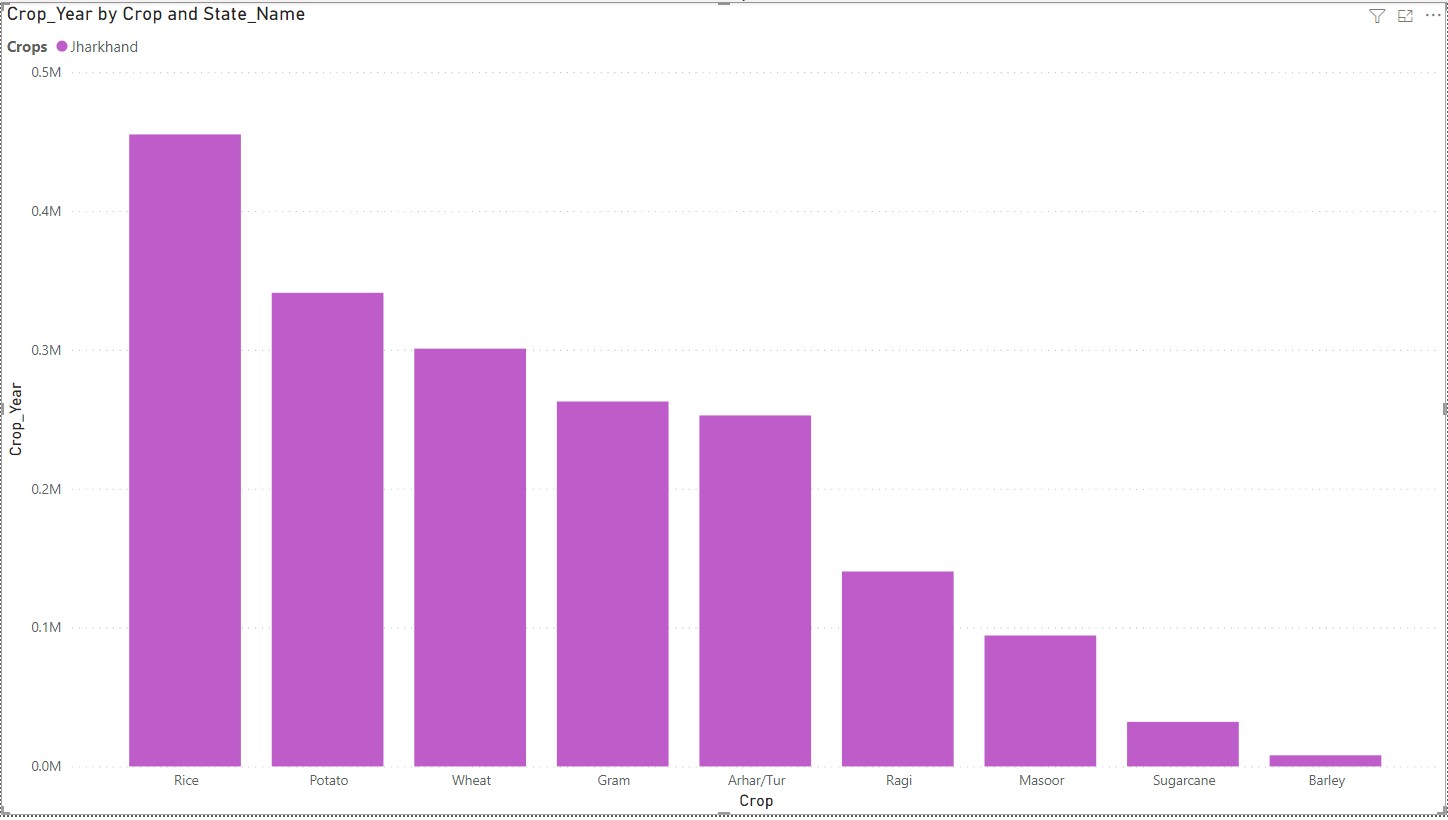 Crop_Year by Crop and State_Name
Crops Jharkhand
0.5M
0.4M
0.3M
0.2M
0.1M
0.0M
Crop_Year
Rice Potato Wheat Gram Arhar/Tur Ragi Masoor Sugarcane Barley
Crop